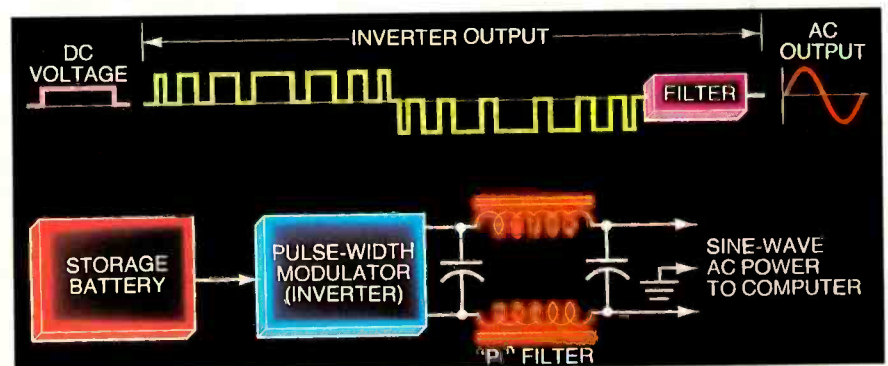 DC
VOLTAGE
INVERTER OUTPUT
AC
OUTPUT
FILTER
STORAGE
BATTERY
PULSE-WIDTH
MODULATOR
(INVERTER)
SINE-WAVE
AC POWER
TO COMPUTER
"PI" FILTER